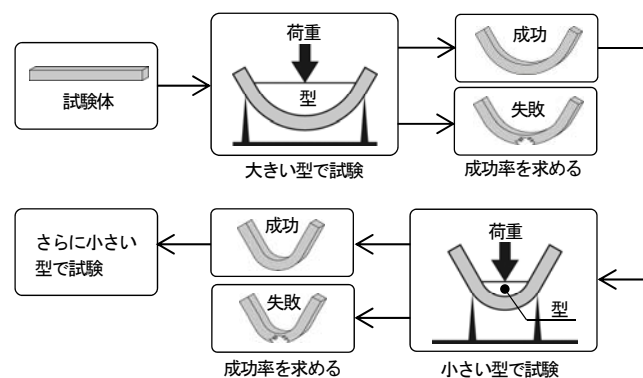 試験体
荷重
型
大きい型で試験
成功
失敗
成功率を求める
荷重
型
小さい型で試験
成功
失敗
成功率を求める
さらに小さい
型で試験